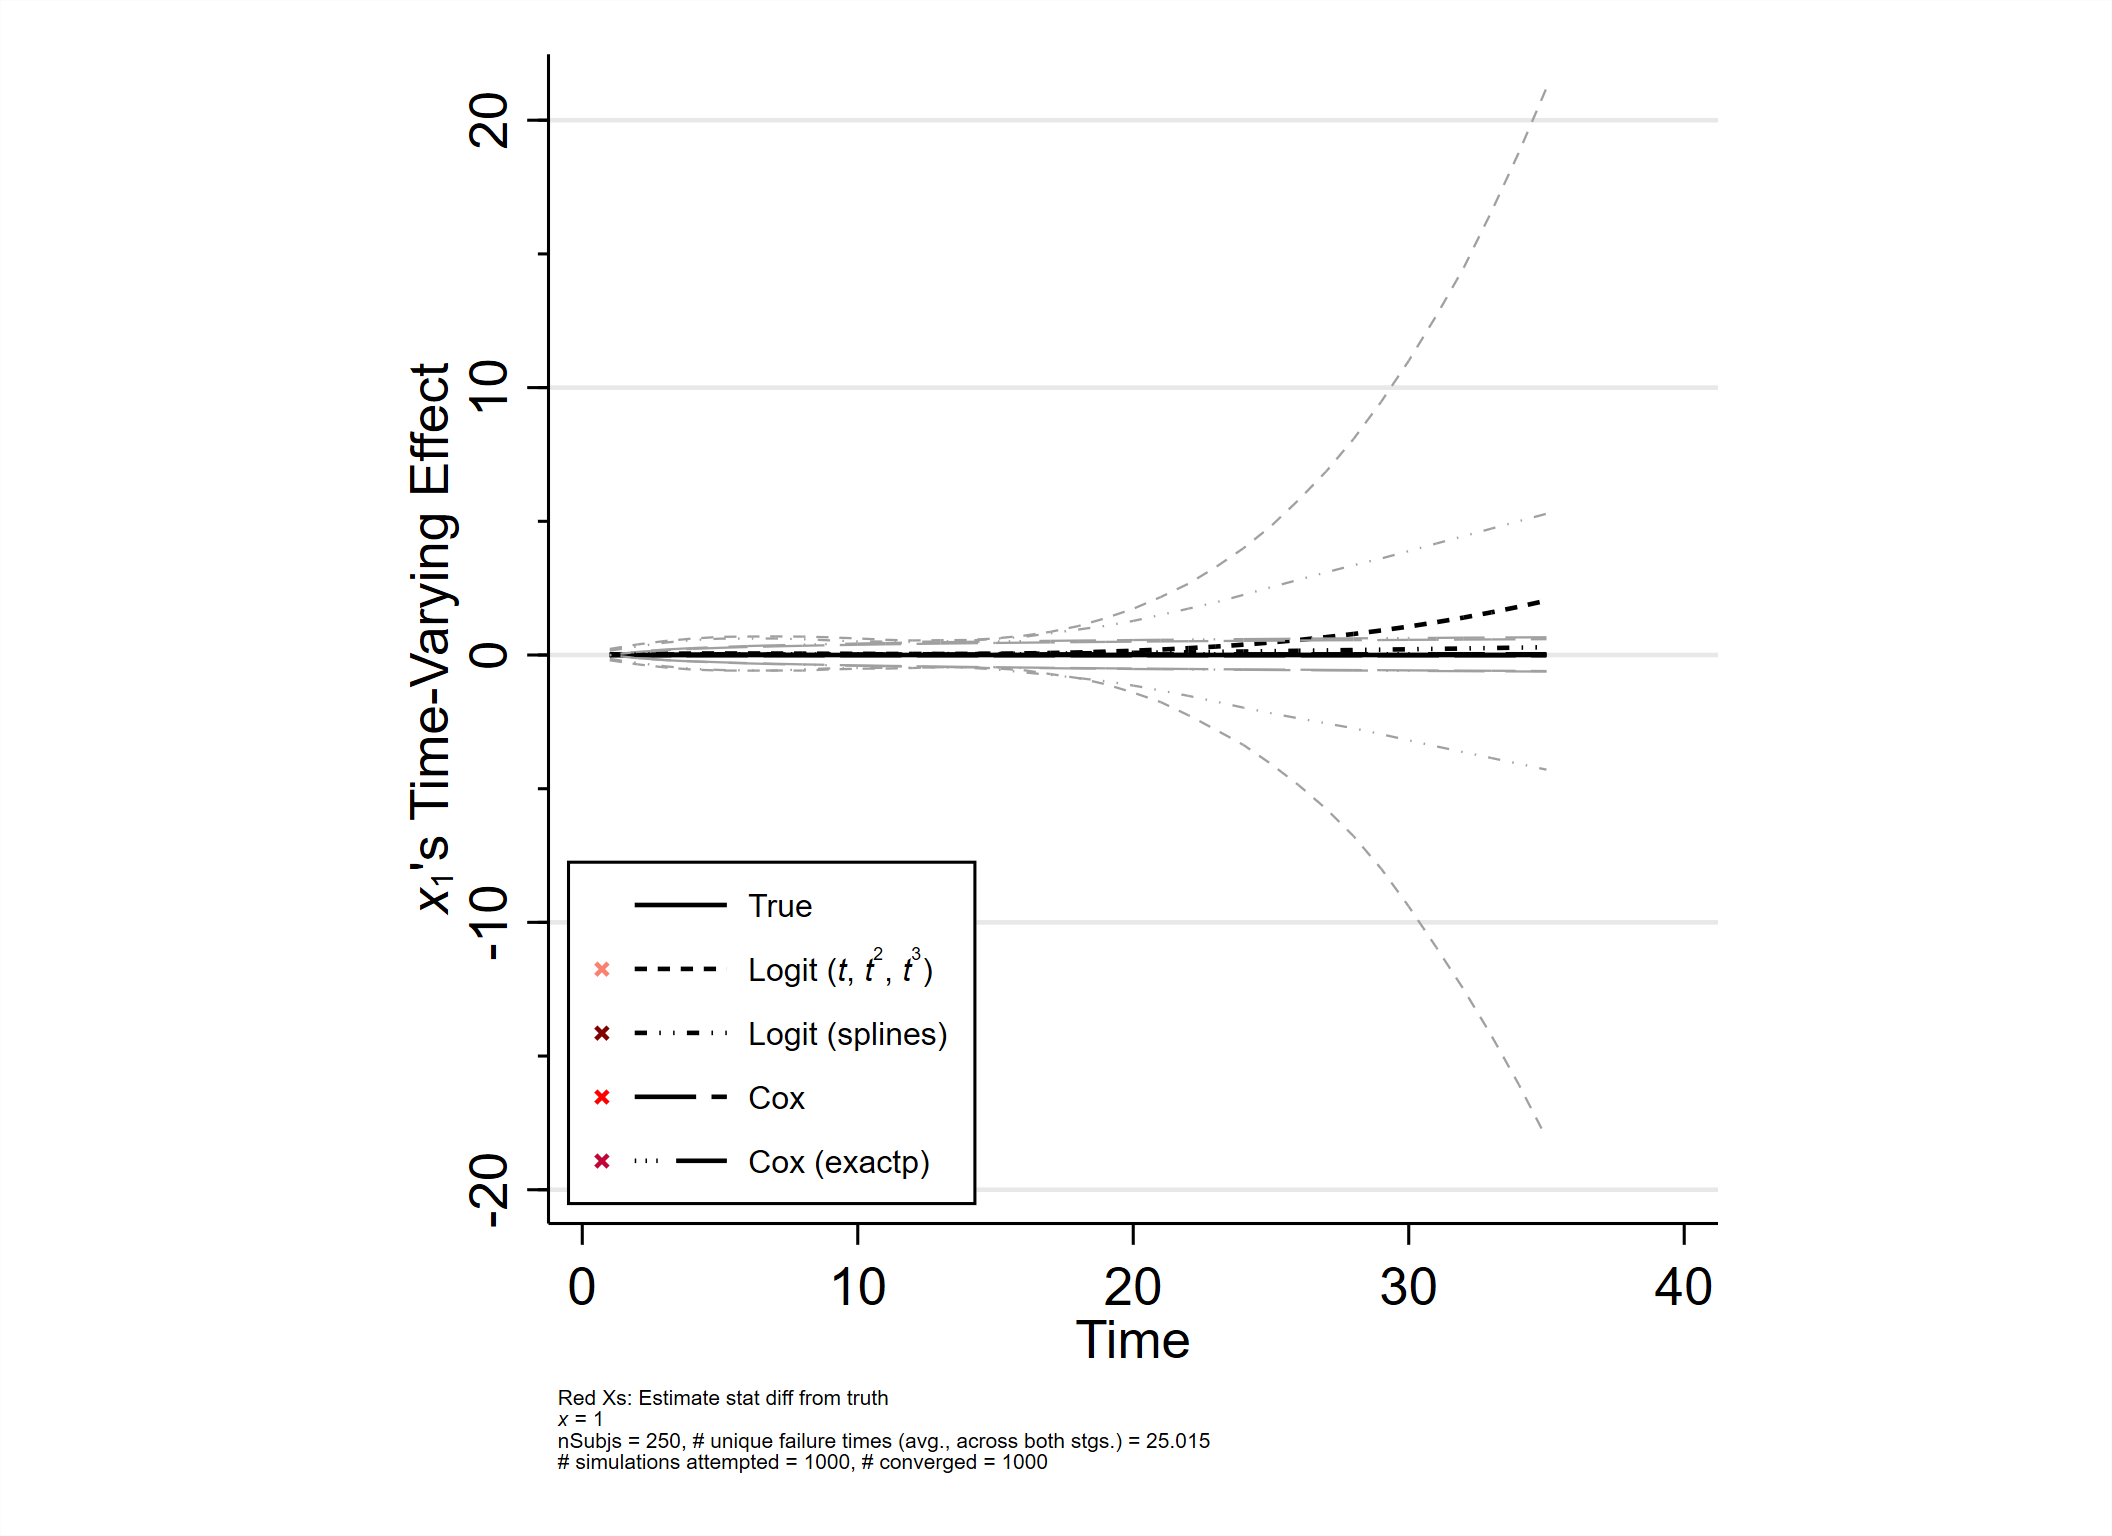 x₁'s Time-Varying Effect
20
10
0
-10
-20
True
Logit (t, t², t³)
Logit (splines)
Cox
Cox (exactp)
0 10 20 30 40
Time
Red Xs: Estimate stat diff from truth
x = 1
nSubjs = 250, # unique failure times (avg., across both stgs.) = 25.015
# simulations attempted = 1000, # converged = 1000